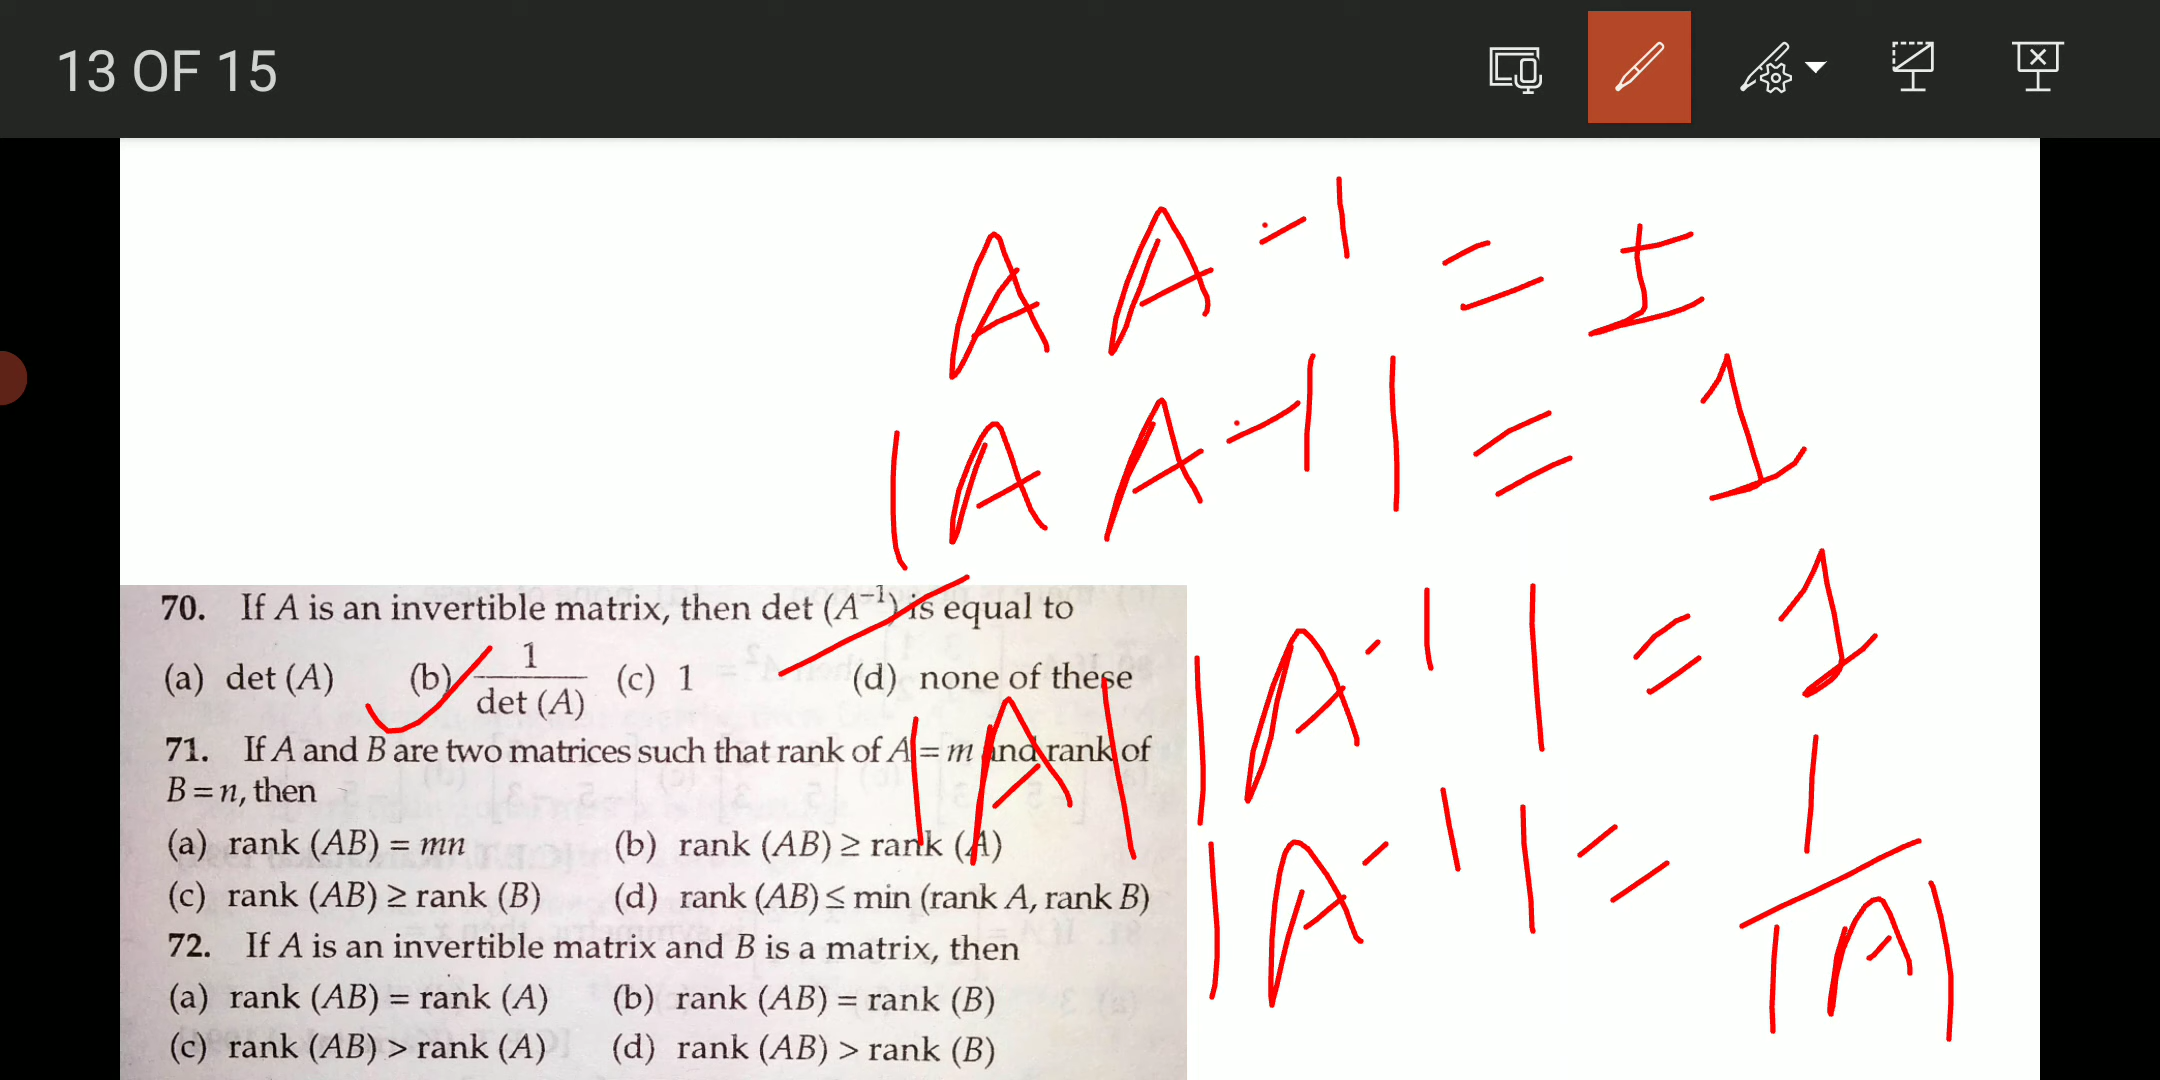 13 OF 15
A A⁻¹ = I
|A A⁻¹| = 1
|A| |A⁻¹| = 1
|A⁻¹| = 1/|A|
70. If A is an invertible matrix, then det (A⁻¹) is equal to
(a) det (A) (b) 1/det (A) (c) 1 (d) none of these
71. If A and B are two matrices such that rank of A = m and rank of
B = n, then
(a) rank (AB) = mn (b) rank (AB) ≥ rank (A)
(c) rank (AB) ≥ rank (B) (d) rank (AB) ≤ min (rank A, rank B)
72. If A is an invertible matrix and B is a matrix, then
(a) rank (AB) = rank (A) (b) rank (AB) = rank (B)
(c) rank (AB) > rank (A) (d) rank (AB) > rank (B)